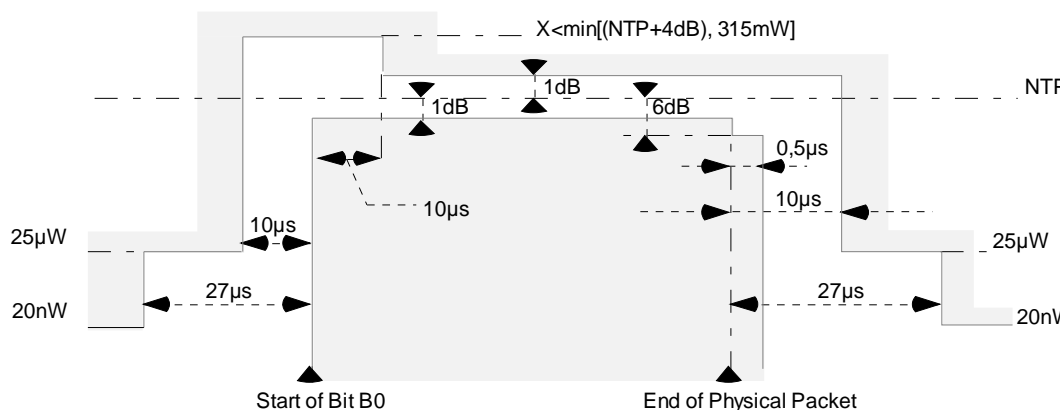 X<min[(NTP+4dB), 315mW]
NTP
1dB
1dB
6dB
0,5µs
10µs
10µs
10µs
25µW
25µW
27µs
27µs
20nW
20nW
Start of Bit B0
End of Physical Packet